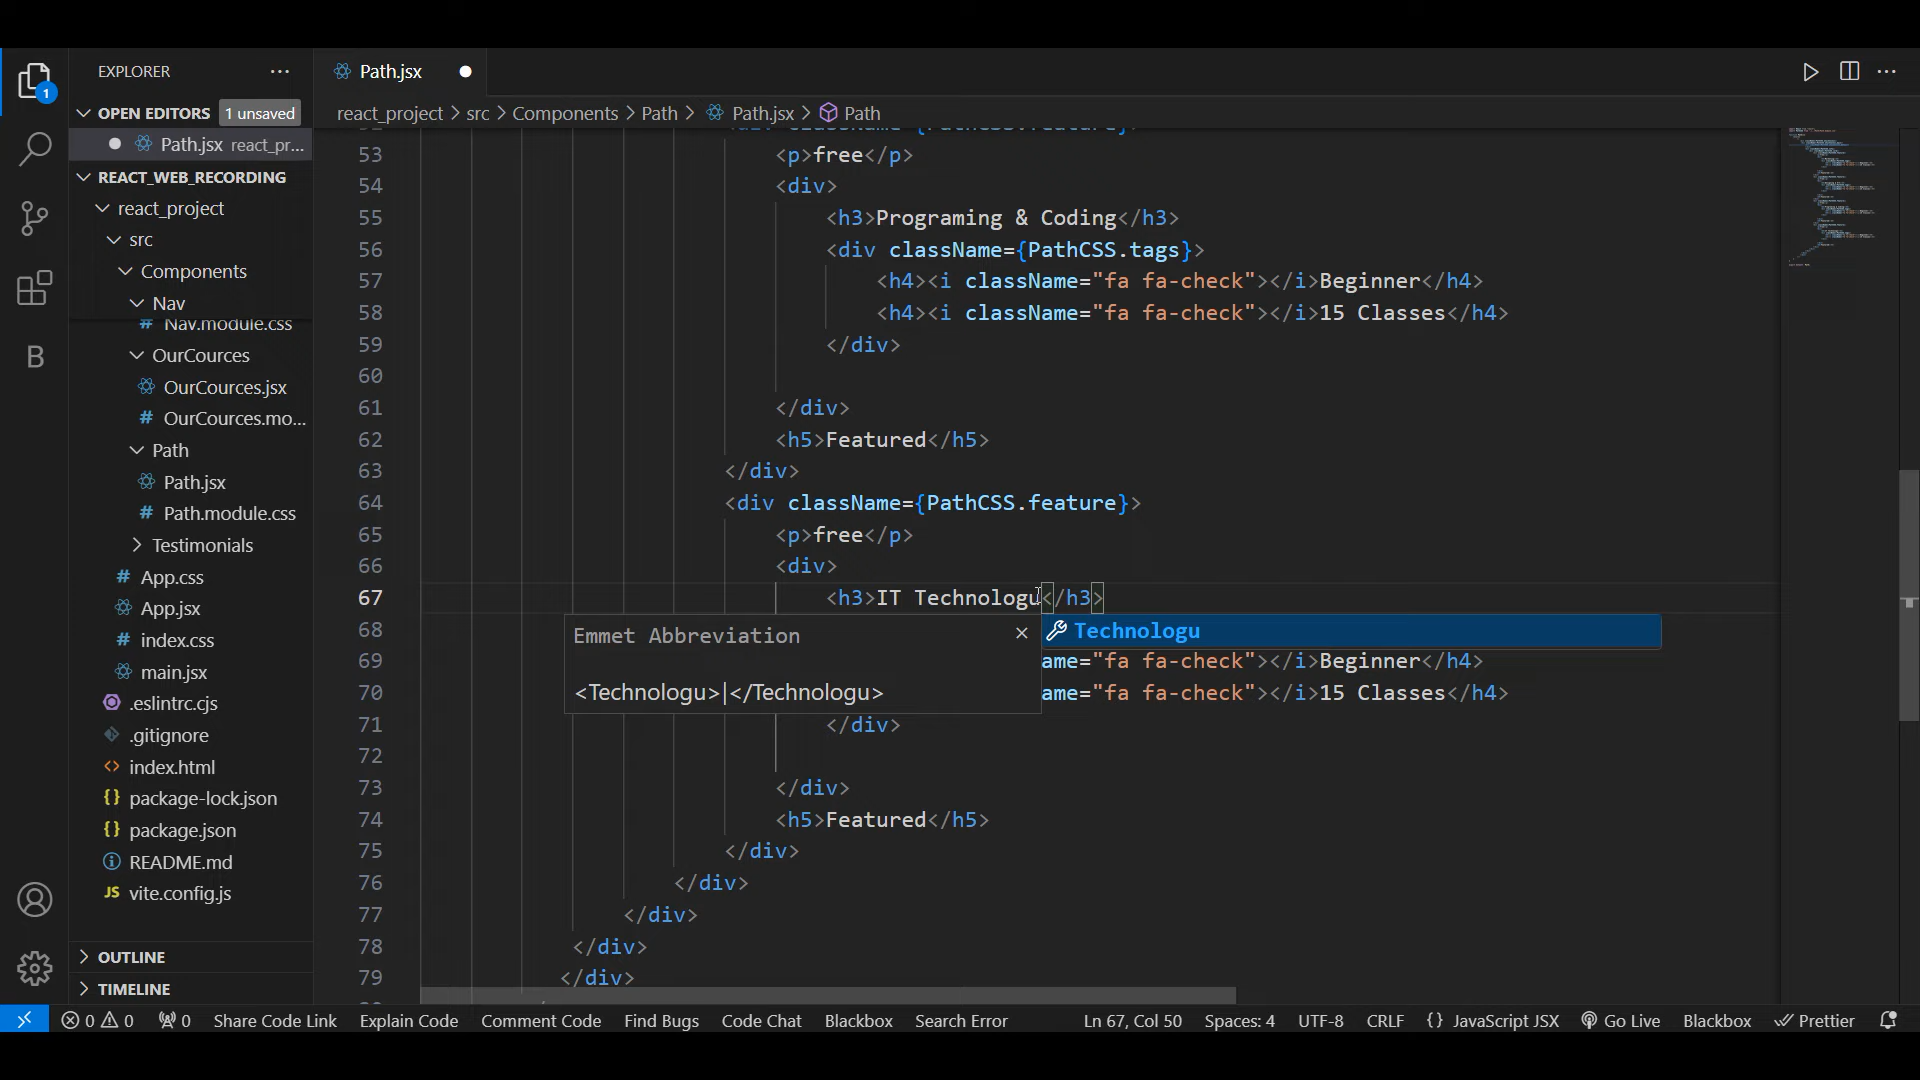 EXPLORER
1
OPEN EDITORS 1 unsaved
Path.jsx react_pr...
REACT_WEB_RECORDING
react_project
src
Components
Nav
Nav.module.css
OurCources
OurCources.jsx
OurCources.mo...
Path
Path.jsx
Path.module.css
Testimonials
App.css
App.jsx
index.css
main.jsx
.eslintrc.cjs
.gitignore
index.html
package-lock.json
package.json
README.md
vite.config.js
OUTLINE
TIMELINE
Path.jsx
react_project > src > Components > Path > Path.jsx > Path
53 <p>free</p>
54 <div>
55 <h3>Programing & Coding</h3>
56 <div className={PathCSS.tags}>
57 <h4><i className="fa fa-check"></i>Beginner</h4>
58 <h4><i className="fa fa-check"></i>15 Classes</h4>
59 </div>
60
61 </div>
62 <h5>Featured</h5>
63 </div>
64 <div className={PathCSS.feature}>
65 <p>free</p>
66 <div>
67 <h3>IT Technologu</h3>
68 Emmet Abbreviation × Technologu
69 ame="fa fa-check"></i>Beginner</h4>
70 <Technologu>|</Technologu> ame="fa fa-check"></i>15 Classes</h4>
71 </div>
72
73 </div>
74 <h5>Featured</h5>
75 </div>
76 </div>
77 </div>
78 </div>
79 </div>
0 0 0 Share Code Link Explain Code Comment Code Find Bugs Code Chat Blackbox Search Error Ln 67, Col 50 Spaces: 4 UTF-8 CRLF {} JavaScript JSX Go Live Blackbox Prettier